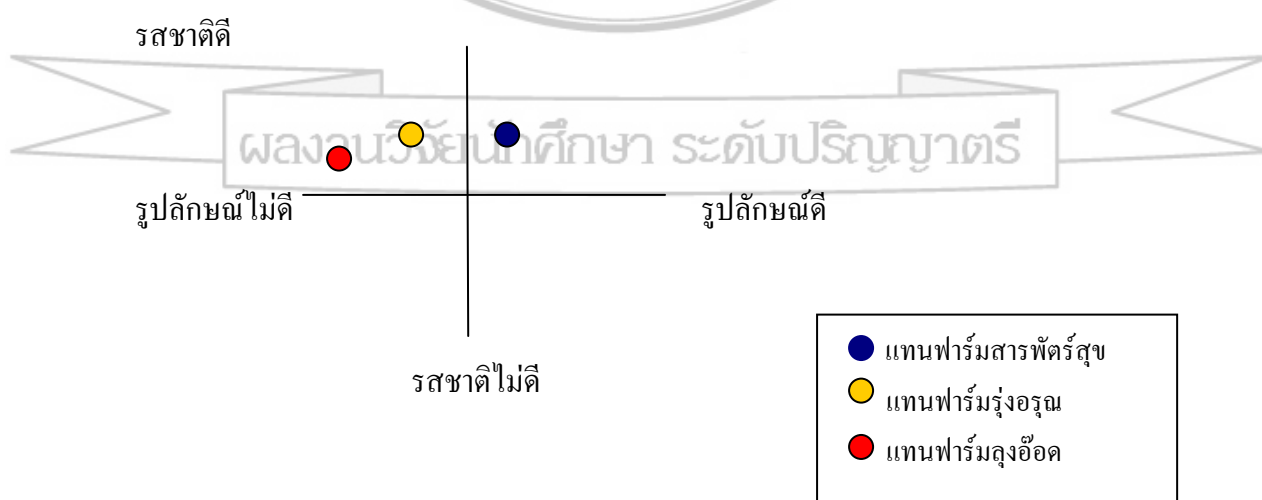 รสชาติดี
ผลงานวิจัยนักศึกษา ระดับปริญญาตรี
รูปลักษณ์ไม่ดี
รูปลักษณ์ดี
รสชาติไม่ดี
แทนฟาร์มสารพัตร์สุข
แทนฟาร์มรุ่งอรุณ
แทนฟาร์มลุงอ๊อด